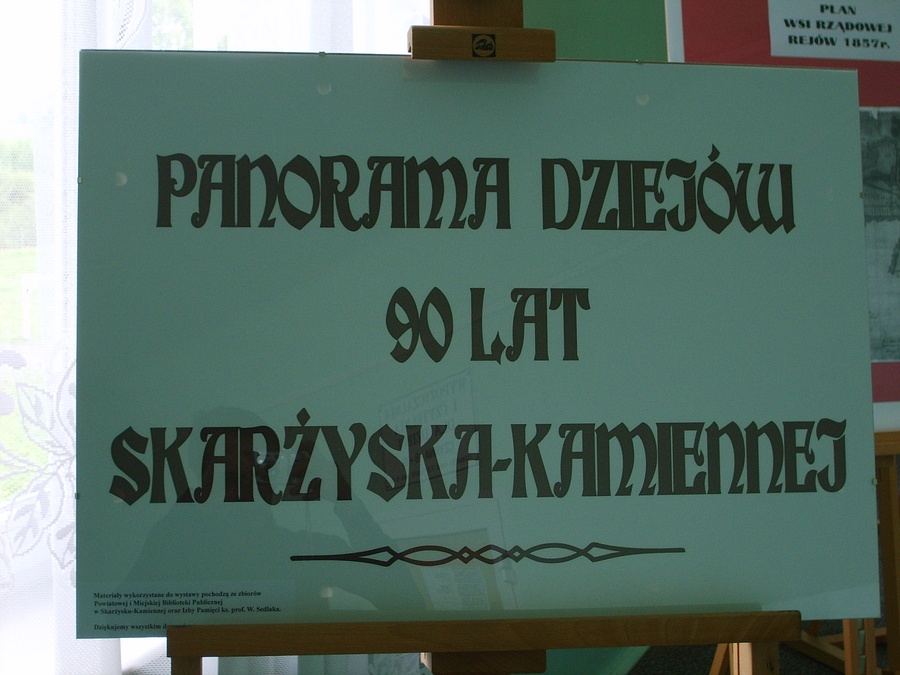 PLAN
WSI RZĄDOWEJ
REJÓW 1857r.
PANORAMA DZIEJÓW
90 LAT
SKARŻYSKA-KAMIENNEJ
Materiały wykorzystane do wystawy pochodzą ze zbiorów
Powiatowej i Miejskiej Biblioteki Publicznej
w Skarżysku-Kamiennej oraz Izby Pamięci ks. prof. W. Sedlaka.
Dziękujemy wszystkim